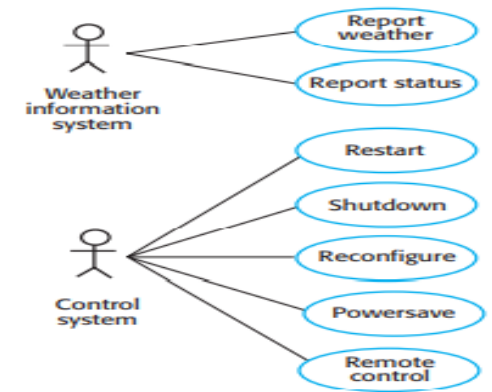 Report
weather
Weather
information
system
Report status
Restart
Shutdown
Reconfigure
Control
system
Powersave
Remote
control